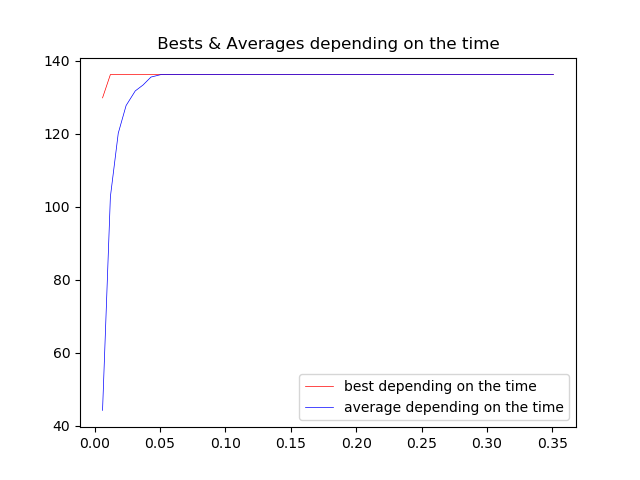 Bests & Averages depending on the time
140
120
100
80
60
40
best depending on the time
average depending on the time
0.00 0.05 0.10 0.15 0.20 0.25 0.30 0.35